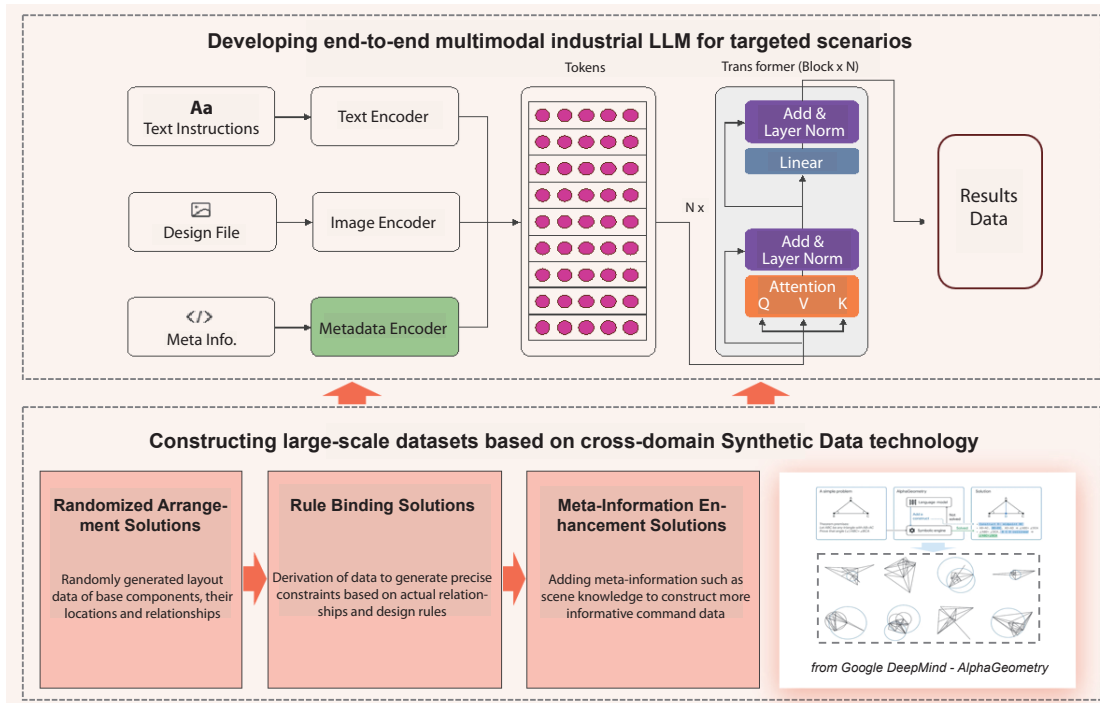 Developing end-to-end multimodal industrial LLM for targeted scenarios
Tokens
Trans former (Block x N)
Aa
Text Instructions
Text Encoder
Design File
Image Encoder
</>
Meta Info.
Metadata Encoder
N x
Add &
Layer Norm
Linear
Add &
Layer Norm
Attention
Q V K
Results
Data
Constructing large-scale datasets based on cross-domain Synthetic Data technology
Randomized Arrange-
ment Solutions
Randomly generated layout
data of base components, their
locations and relationships
Rule Binding Solutions
Derivation of data to generate precise
constraints based on actual relation-
ships and design rules
Meta-Information En-
hancement Solutions
Adding meta-information such as
scene knowledge to construct more
informative command data
A simple problem
AlphaGeometry
Solution
Language model
Symbolic engine
from Google DeepMind - AlphaGeometry